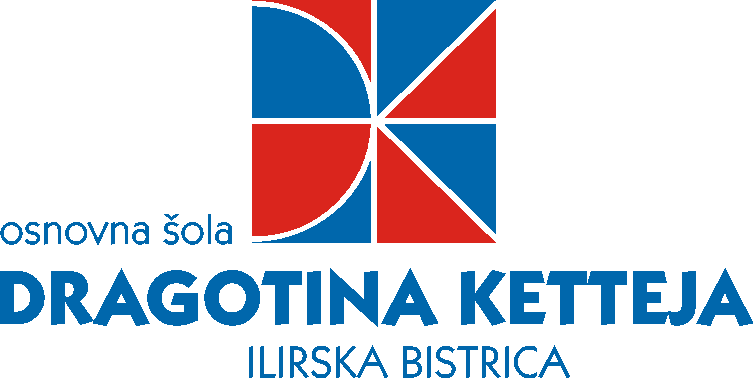 osnovna šola
DRAGOTINA KETTEJA
ILIRSKA BISTRICA